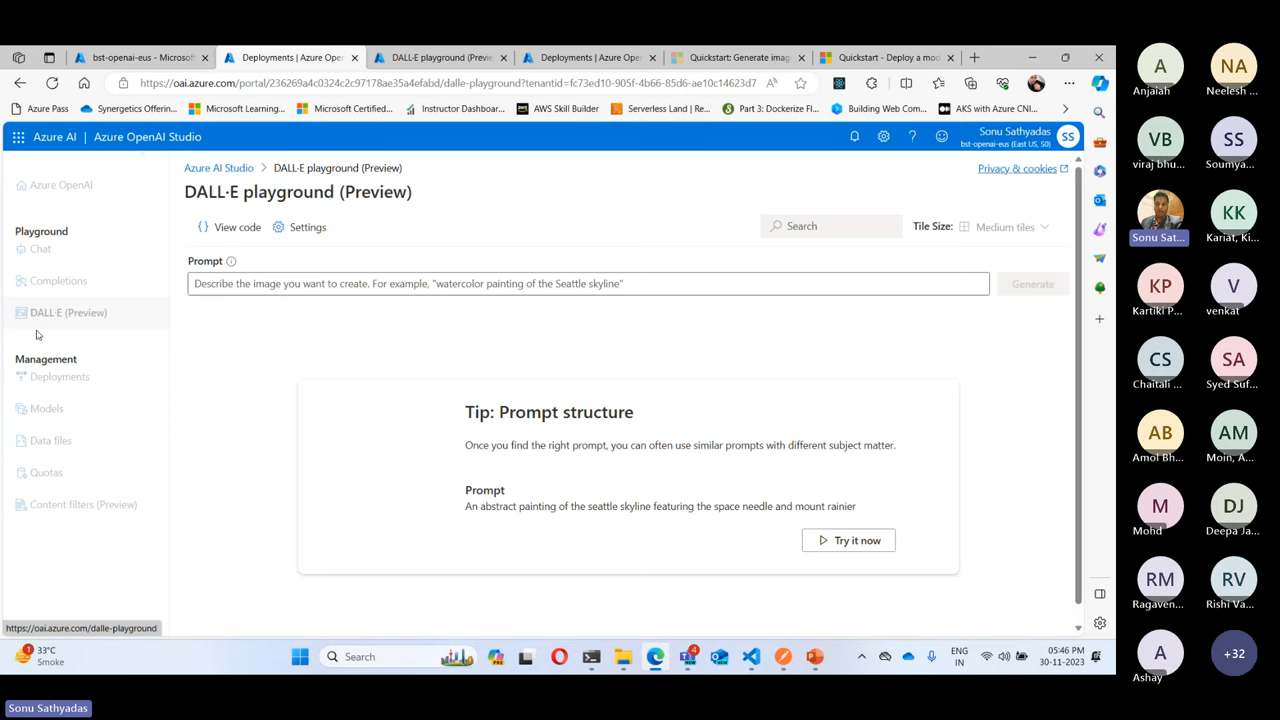 bst-openai-eus - Microsoft
Deployments | Azure OpenAI
DALL·E playground (Previe
Deployments | Azure Oper
Quickstart: Generate imag
Quickstart - Deploy a mod
https://oai.azure.com/portal/236269a4c0324c2c97178ae35a4efabd/dalle-playground?tenantid=fc73ed10-905f-4b66-85d6-ae10c14623d7
Azure Pass
Synergetics Offering...
Microsoft Learning...
Microsoft Certified...
Instructor Dashboar...
AWS Skill Builder
Serverless Land | Re...
Part 3: Dockerize Fl...
Building Web Com...
AKS with Azure CNI...
Azure AI | Azure OpenAI Studio
Sonu Sathyadas
bst-openai-eus (East US, S0)
SS
Azure OpenAI
Playground
Chat
Completions
DALL·E (Preview)
Management
Deployments
Models
Data files
Quotas
Content filters (Preview)
https://oai.azure.com/dalle-playground
Azure AI Studio > DALL·E playground (Preview)
Privacy & cookies
DALL·E playground (Preview)
View code
Settings
Search
Tile Size:
Medium tiles
Prompt
Describe the image you want to create. For example, "watercolor painting of the Seattle skyline"
Generate
Tip: Prompt structure
Once you find the right prompt, you can often use similar prompts with different subject matter.
Prompt
An abstract painting of the seattle skyline featuring the space needle and mount rainier
Try it now
1
33°C
Smoke
Search
4
ENG
IN
05:46 PM
30-11-2023
A
Anjaiah
NA
Neelesh ...
VB
viraj bhu...
SS
Soumya...
Sonu Sat...
KK
Kariat, Ki...
KP
Kartiki P...
V
venkat
CS
Chaitali ...
SA
Syed Suf...
AB
Amol Bh...
AM
Moin, A...
M
Mohd
DJ
Deepa Ja...
RM
Ragaven...
RV
Rishi Va...
A
Ashay
+32
Sonu Sathyadas